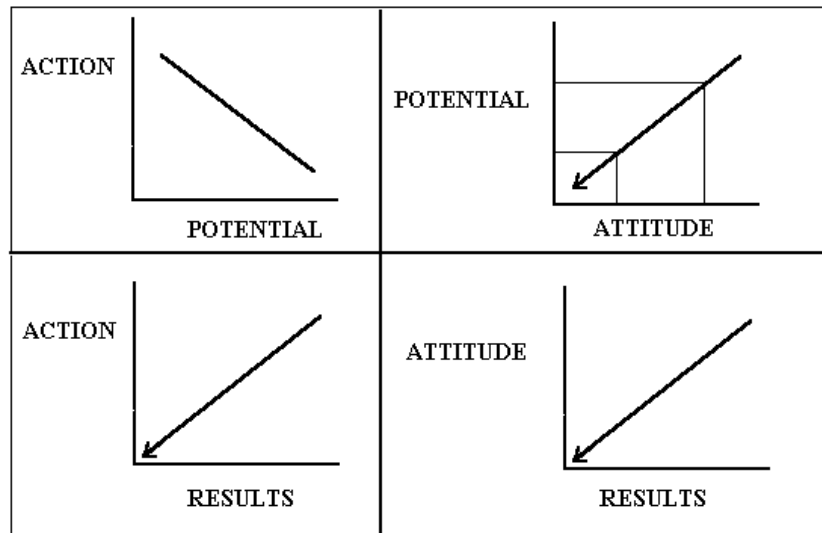 ACTION
POTENTIAL
POTENTIAL
ATTITUDE
ACTION
RESULTS
ATTITUDE
RESULTS